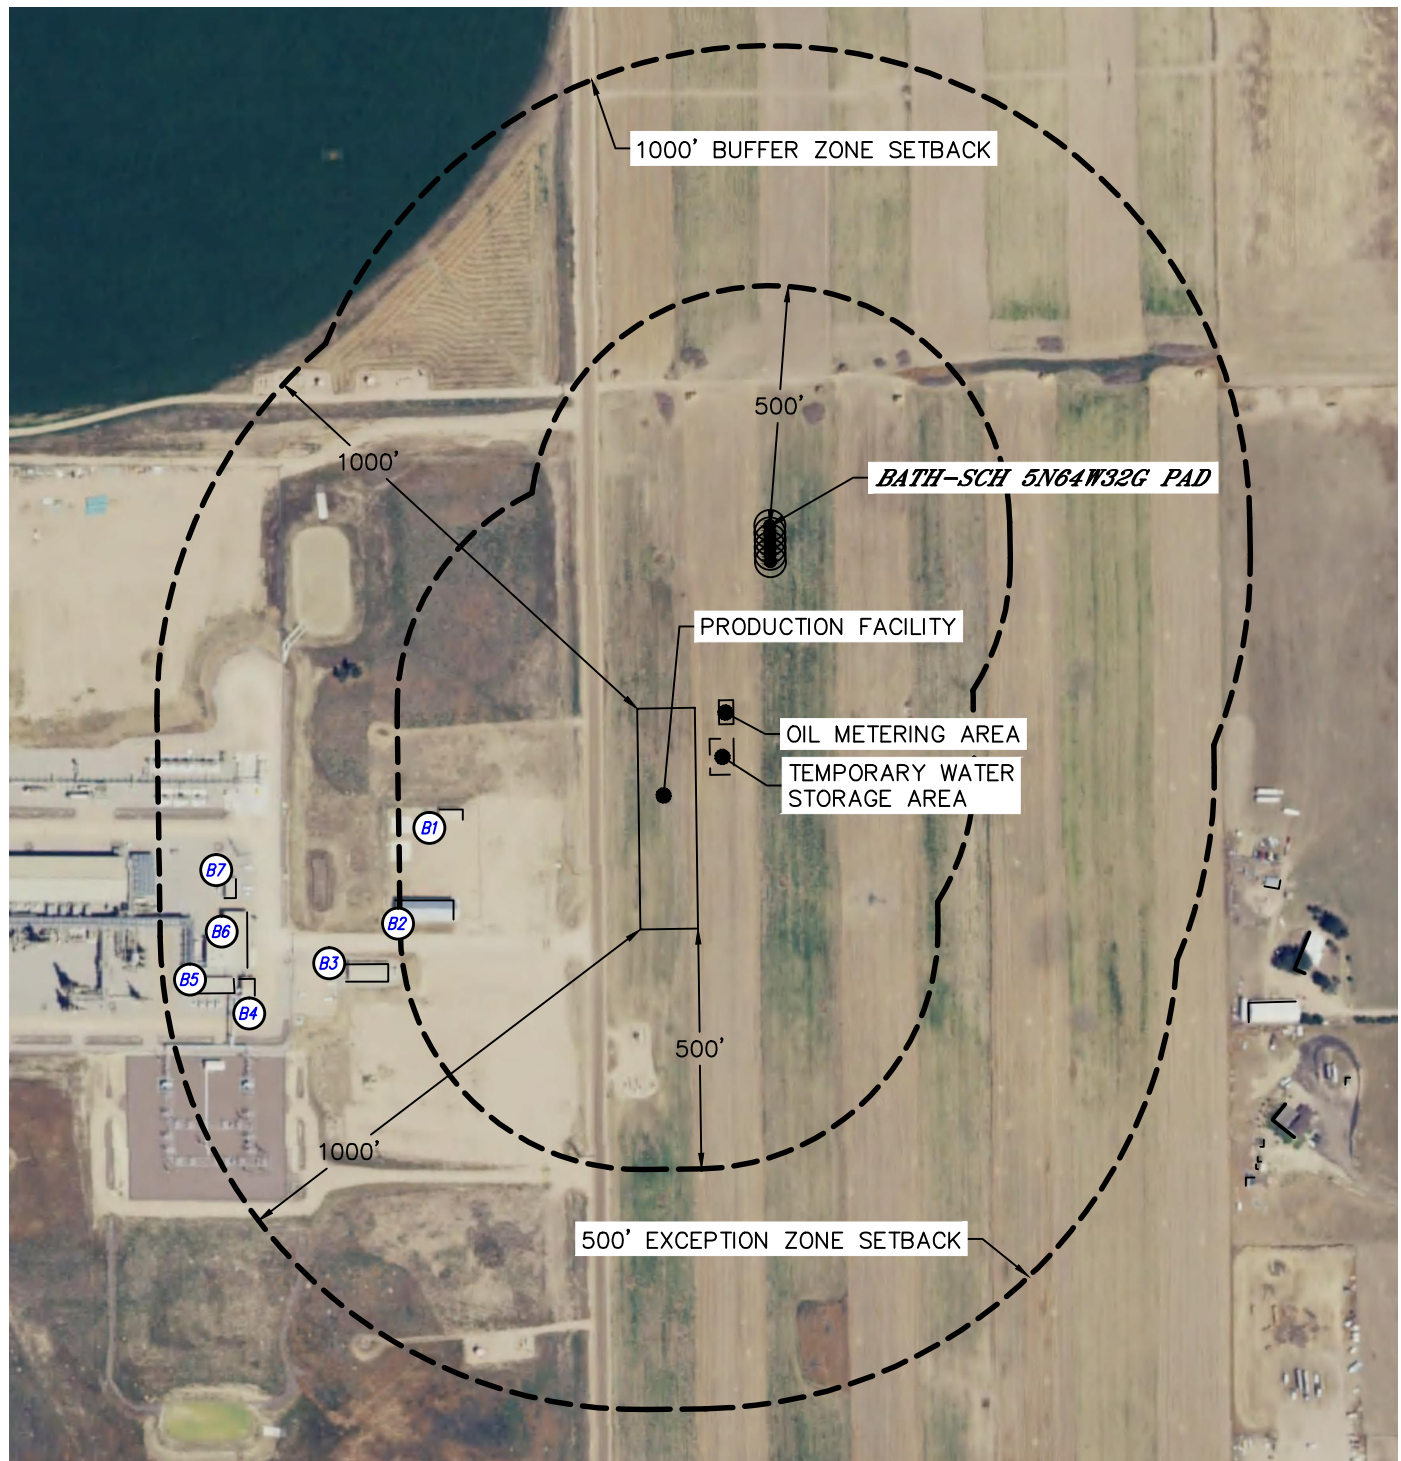 1000' BUFFER ZONE SETBACK
500'
1000'
BATH-SCH 5N64W32G PAD
PRODUCTION FACILITY
OIL METERING AREA
TEMPORARY WATER
STORAGE AREA
B1
B7
B2
B6
B3
B5
B4
500'
1000'
500' EXCEPTION ZONE SETBACK